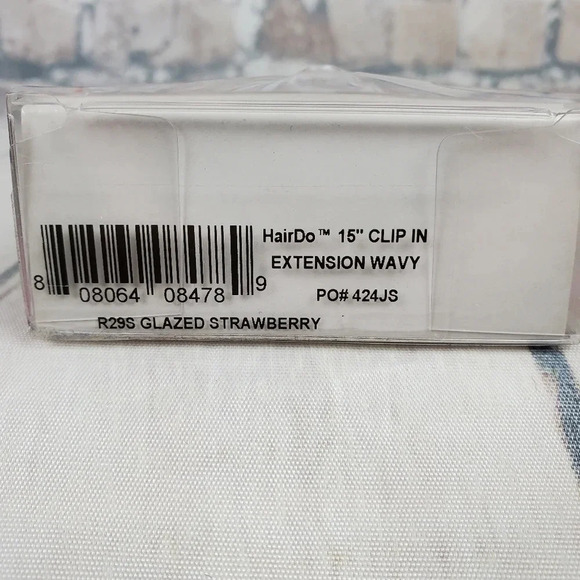 HairDo™ 15" CLIP IN
EXTENSION WAVY
8 08064 08478 9
PO# 424JS
R29S GLAZED STRAWBERRY